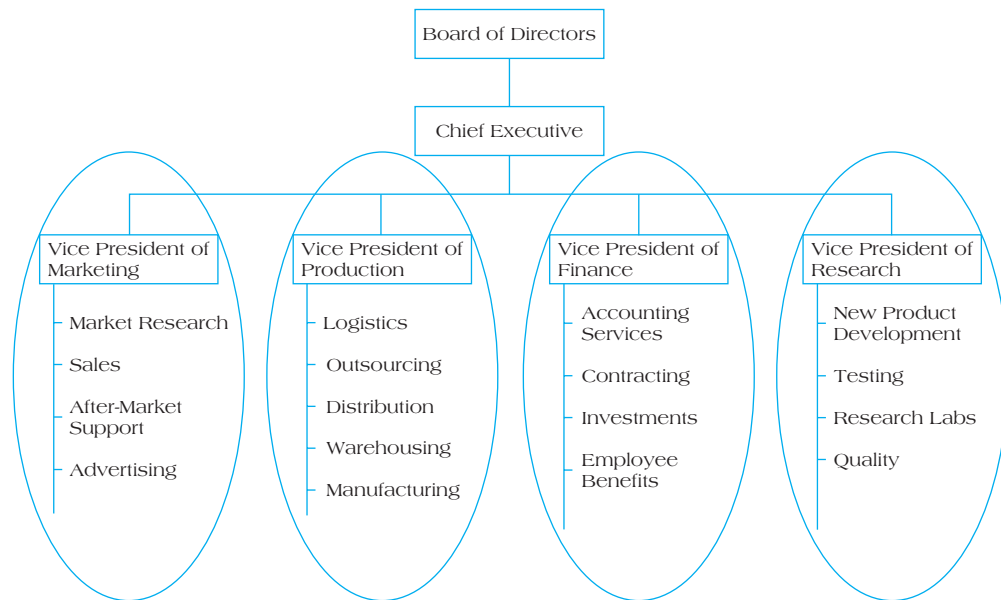 Board of Directors
Chief Executive
Vice President of
Marketing
Market Research
Sales
After-Market
Support
Advertising
Vice President of
Production
Logistics
Outsourcing
Distribution
Warehousing
Manufacturing
Vice President of
Finance
Accounting
Services
Contracting
Investments
Employee
Benefits
Vice President of
Research
New Product
Development
Testing
Research Labs
Quality